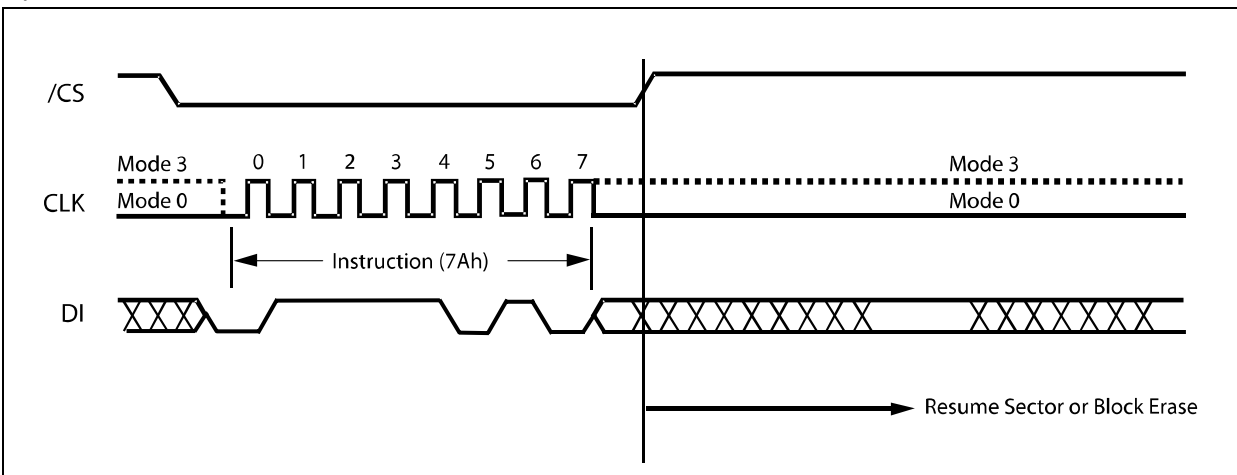 /CS
Mode 3 0 1 2 3 4 5 6 7 Mode 3
CLK
Mode 0 Mode 0
Instruction (7Ah)
DI
Resume Sector or Block Erase